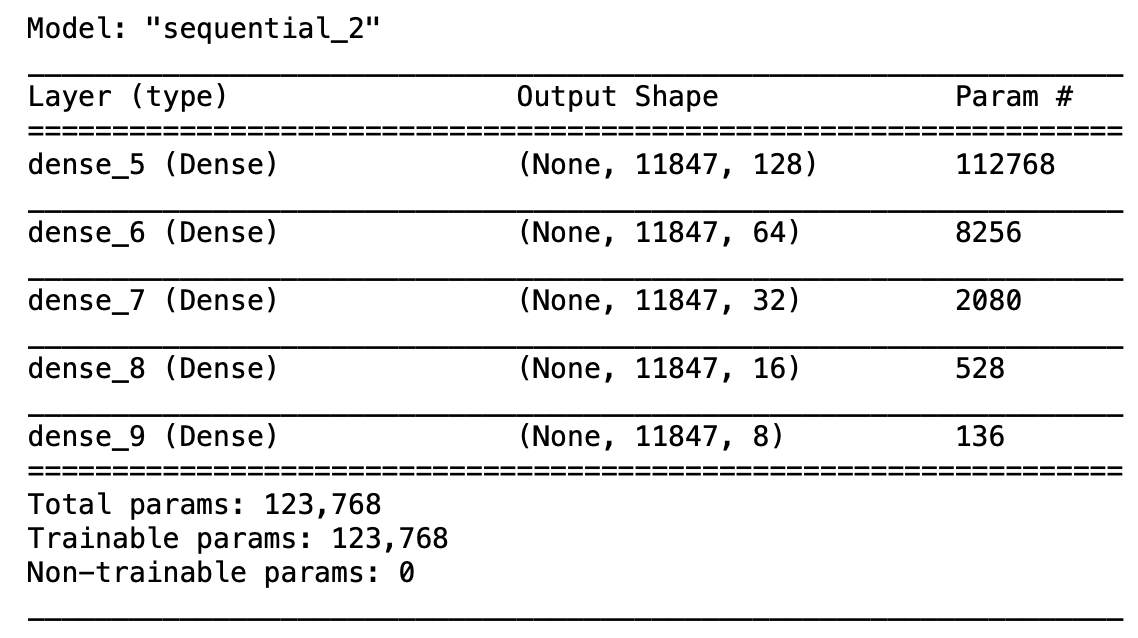 Model: "sequential_2"
Layer (type) Output Shape Param #
dense_5 (Dense) (None, 11847, 128) 112768
dense_6 (Dense) (None, 11847, 64) 8256
dense_7 (Dense) (None, 11847, 32) 2080
dense_8 (Dense) (None, 11847, 16) 528
dense_9 (Dense) (None, 11847, 8) 136
Total params: 123,768
Trainable params: 123,768
Non-trainable params: 0